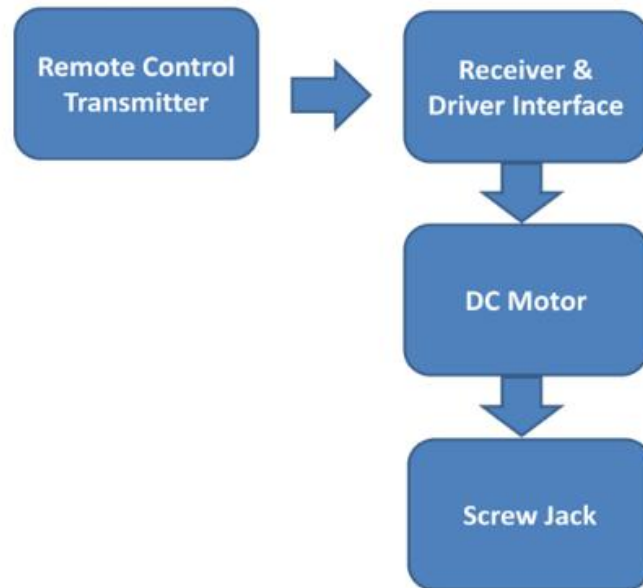 Remote Control
Transmitter
Receiver &
Driver Interface
DC Motor
Screw Jack